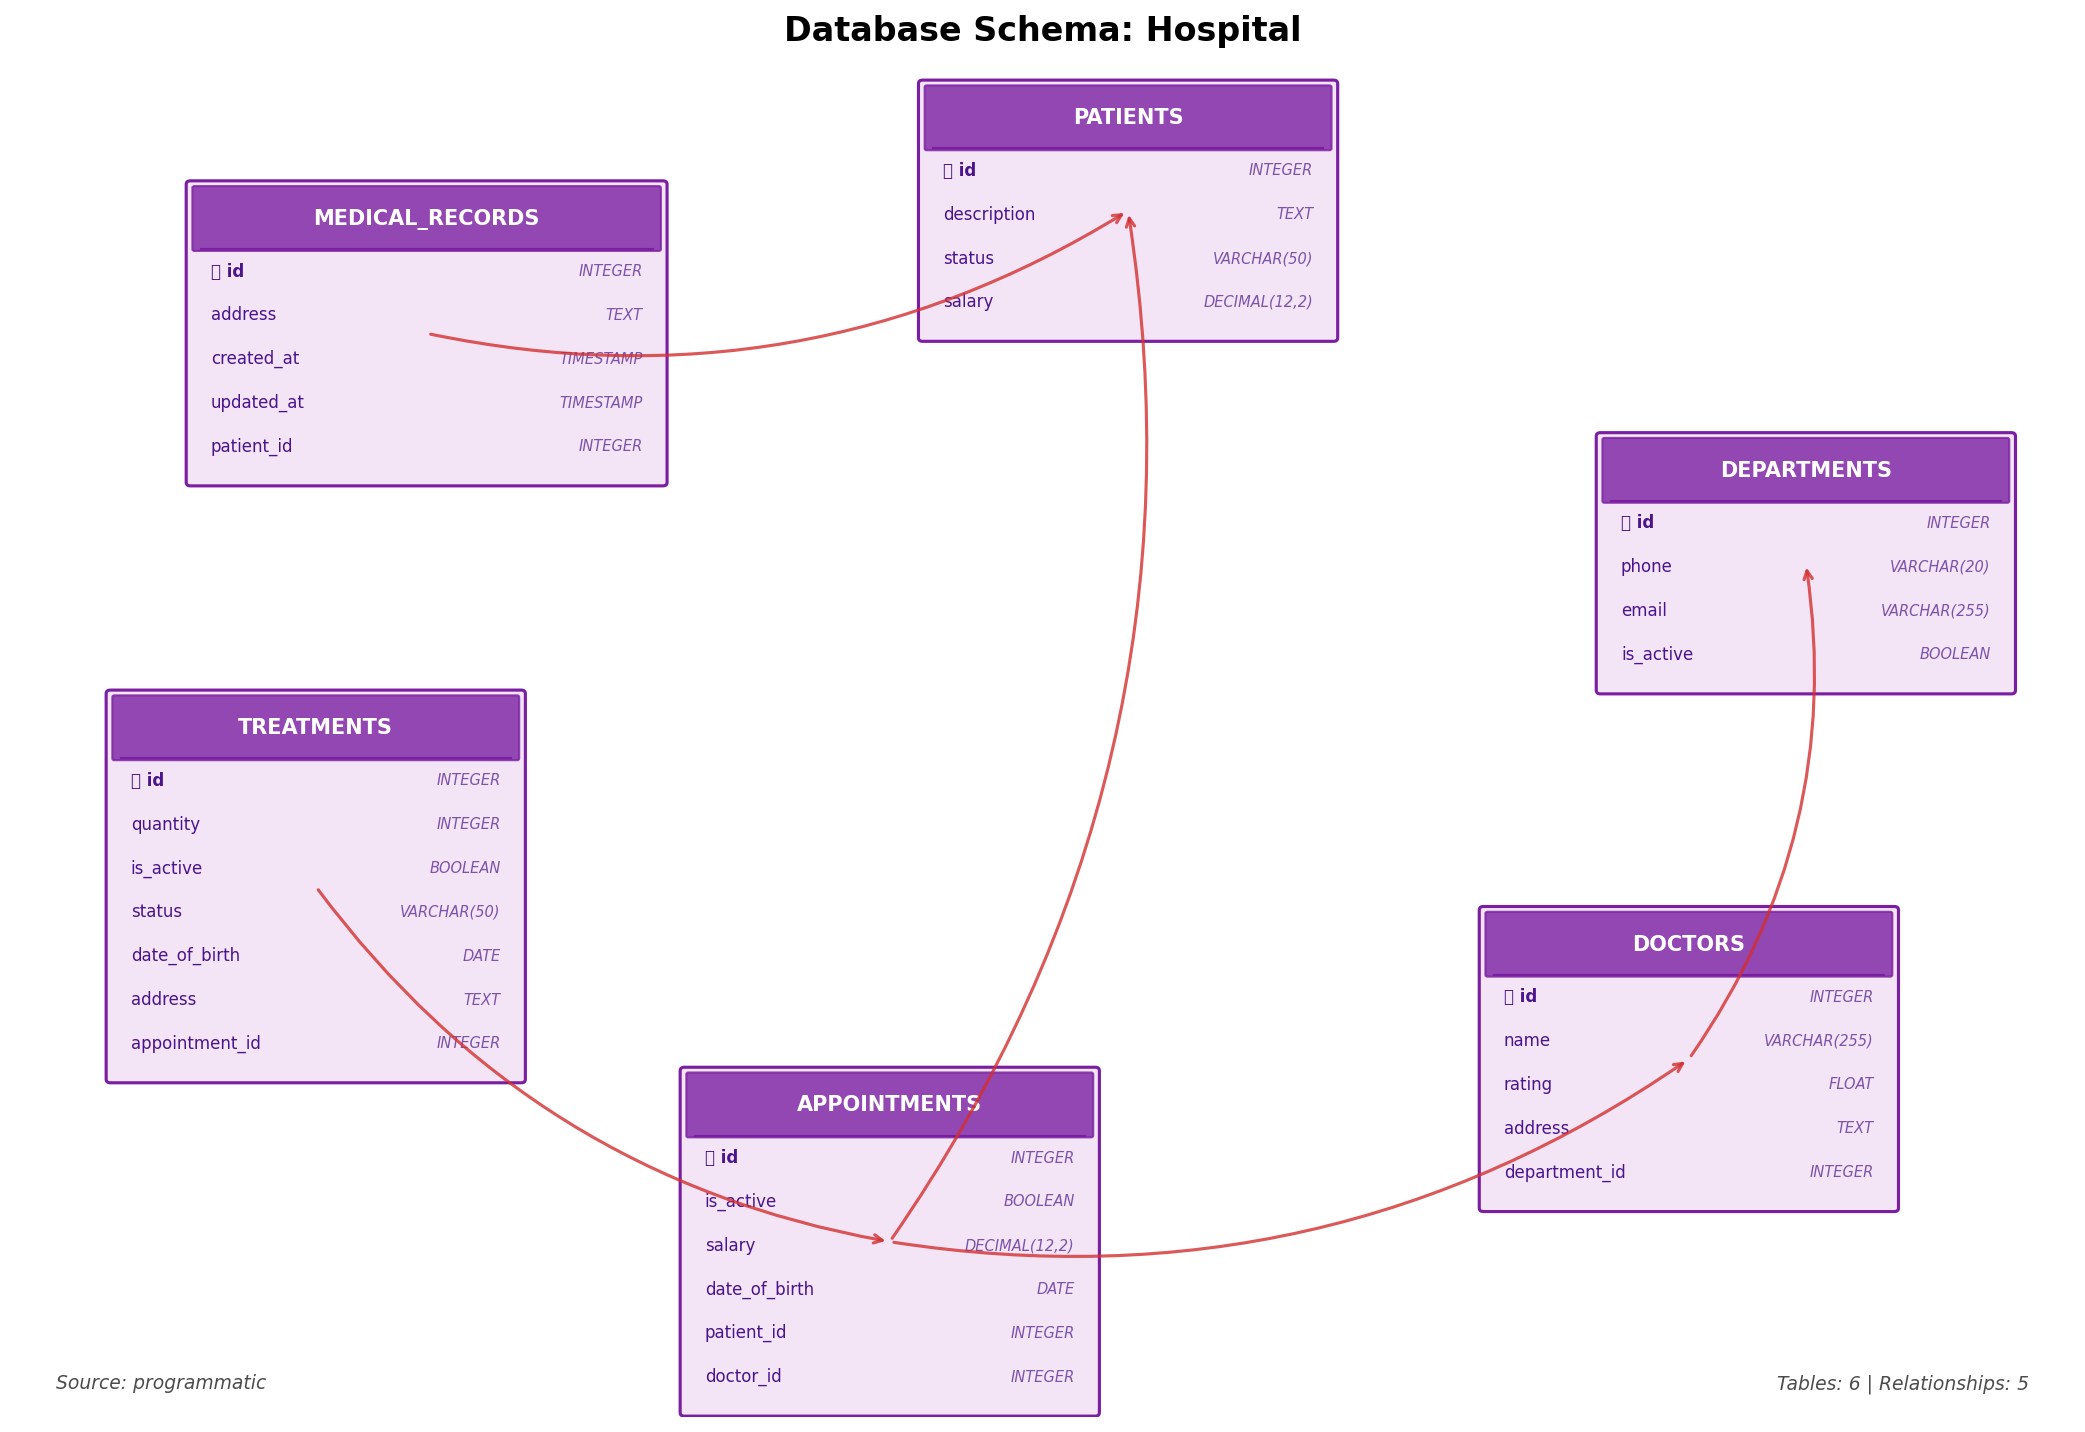 Database Schema: Hospital
PATIENTS
id INTEGER
description TEXT
status VARCHAR(50)
salary DECIMAL(12,2)
MEDICAL_RECORDS
id INTEGER
address TEXT
created_at TIMESTAMP
updated_at TIMESTAMP
patient_id INTEGER
DEPARTMENTS
id INTEGER
phone VARCHAR(20)
email VARCHAR(255)
is_active BOOLEAN
TREATMENTS
id INTEGER
quantity INTEGER
is_active BOOLEAN
status VARCHAR(50)
date_of_birth DATE
address TEXT
appointment_id INTEGER
DOCTORS
id INTEGER
name VARCHAR(255)
rating FLOAT
address TEXT
department_id INTEGER
APPOINTMENTS
id INTEGER
is_active BOOLEAN
salary DECIMAL(12,2)
date_of_birth DATE
patient_id INTEGER
doctor_id INTEGER
Source: programmatic
Tables: 6 | Relationships: 5